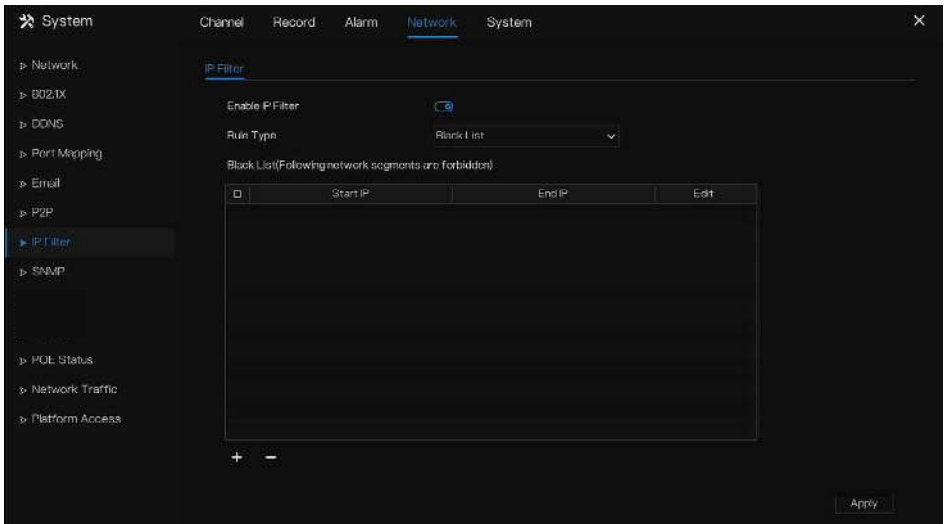 System
Channel Record Alarm Network System
Network
802.1X
DDNS
Port Mapping
Email
P2P
IP Filter
SNMP
POE Status
Network Traffic
Platform Access
IP Filter
Enable IP Filter
Rule Type Black List
Black List(Following network segments are forbidden)
Start IP End IP Edit
Apply